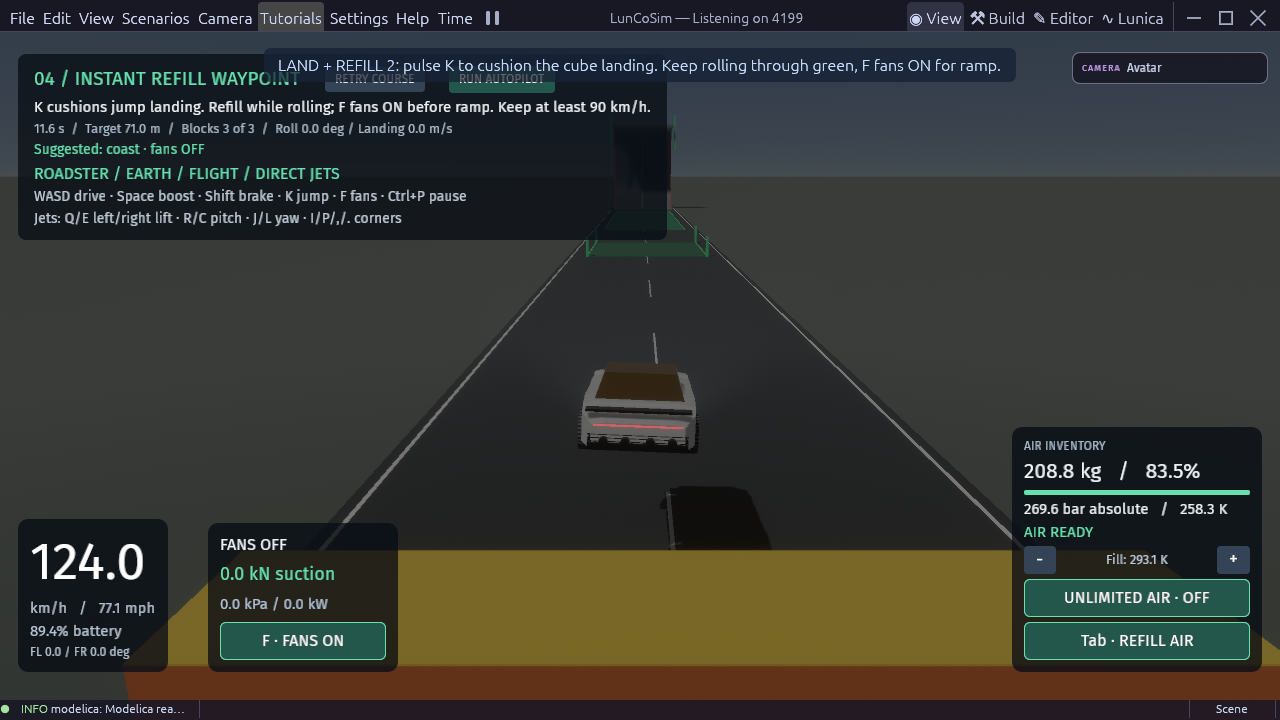 File Edit View Scenarios Camera Tutorials Settings Help Time
LunCoSim — Listening on 4199
View Build Editor Lunica
LAND + REFILL 2: pulse K to cushion the cube landing. Keep rolling through green, F fans ON for ramp.
04 / INSTANT REFILL WAYPOINT
RETRY COURSE
RUN AUTOPILOT
K cushions jump landing. Refill while rolling; F fans ON before ramp. Keep at least 90 km/h.
11.6 s / Target 71.0 m / Blocks 3 of 3 / Roll 0.0 deg / Landing 0.0 m/s
Suggested: coast · fans OFF
ROADSTER / EARTH / FLIGHT / DIRECT JETS
WASD drive · Space boost · Shift brake · K jump · F fans · Ctrl+P pause
Jets: Q/E left/right lift · R/C pitch · J/L yaw · I/P/,/. corners
CAMERA Avatar
124.0
km/h / 77.1 mph
89.4% battery
FL 0.0 / FR 0.0 deg
FANS OFF
0.0 kN suction
0.0 kPa / 0.0 kW
F · FANS ON
AIR INVENTORY
208.8 kg / 83.5%
269.6 bar absolute / 258.3 K
AIR READY
- Fill: 293.1 K +
UNLIMITED AIR · OFF
Tab · REFILL AIR
INFO modelica: Modelica rea…
Scene